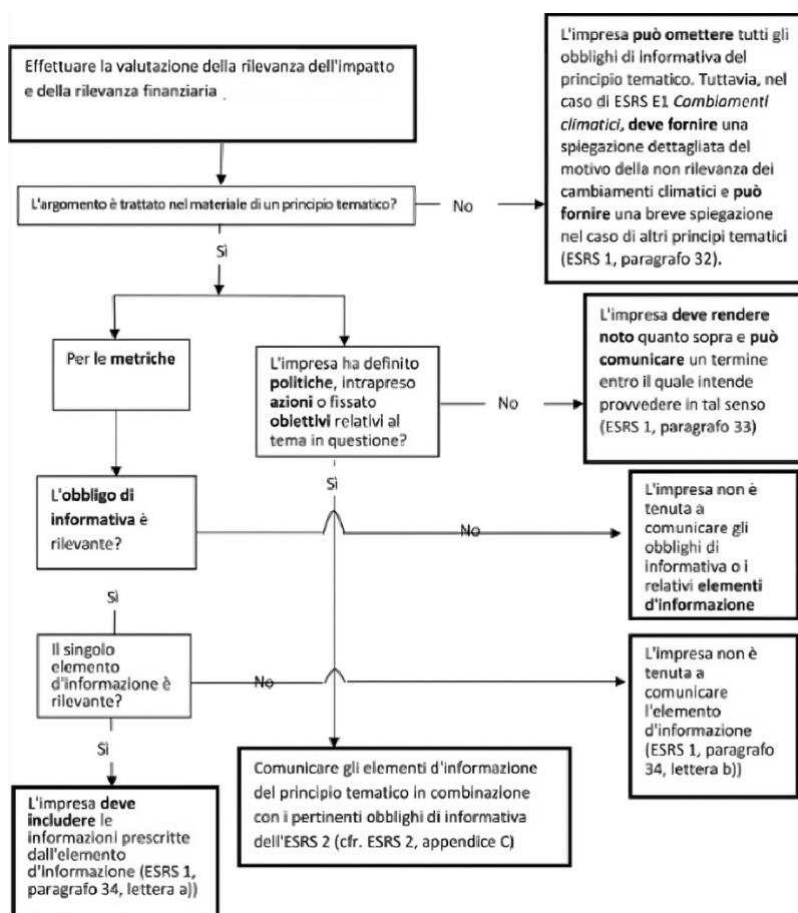 Effettuare la valutazione della rilevanza dell'impatto
e della rilevanza finanziaria
L'impresa può omettere tutti gli
obblighi di informativa del
principio tematico. Tuttavia, nel
caso di ESRS E1 Cambiamenti
climatici, deve fornire una
spiegazione dettagliata del
motivo della non rilevanza dei
cambiamenti climatici e può
fornire una breve spiegazione
nel caso di altri principi tematici
(ESRS 1, paragrafo 32).
L'argomento è trattato nel materiale di un principio tematico?
No
Sì
Per le metriche
L'impresa ha definito
politiche, intrapreso
azioni o fissato
obiettivi relativi al
tema in questione?
No
L'impresa deve rendere
noto quanto sopra e può
comunicare un termine
entro il quale intende
provvedere in tal senso
(ESRS 1, paragrafo 33)
Sì
L'obbligo di
informativa è
rilevante?
No
L'impresa non è
tenuta a
comunicare gli
obblighi di
informativa o i
relativi elementi
d'informazione
Sì
Il singolo
elemento
d'informazione è
rilevante?
No
L'impresa non è
tenuta a
comunicare
l'elemento
d'informazione
(ESRS 1, paragrafo
34, lettera b))
Sì
Comunicare gli elementi d'informazione
del principio tematico in combinazione
con i pertinenti obblighi di informativa
dell'ESRS 2 (cfr. ESRS 2, appendice C)
L'impresa deve
includere le
informazioni prescritte
dall'elemento
d'informazione (ESRS 1,
paragrafo 34, lettera a))